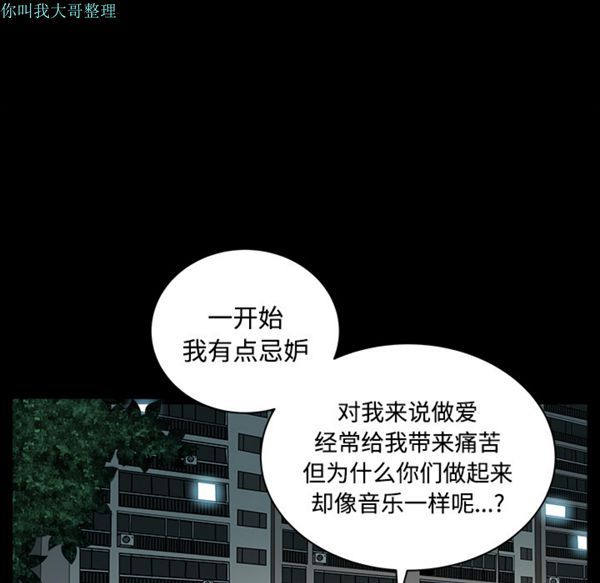 你叫我大哥整理
一开始
我有点忌妒
对我来说做爱
经常给我带来痛苦
但为什么你们做起来
却像音乐一样呢...?